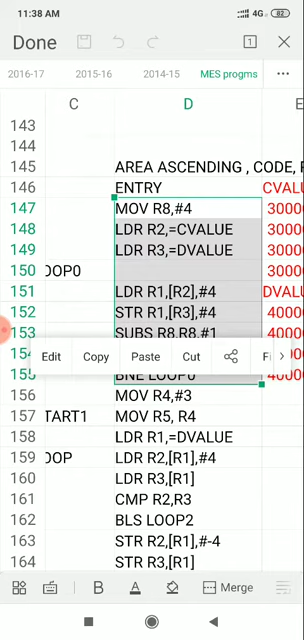 11:38 AM 4G 82
Done 1
2016-17 2015-16 2014-15 MES progms
C D E
143
144
145 AREA ASCENDING , CODE,
146 ENTRY CVALU
147 MOV R8,#4 30000
148 LDR R2,=CVALUE 30000
149 LDR R3,=DVALUE 30000
150 OOP0 30000
151 LDR R1,[R2],#4 DVALU
152 STR R1,[R3],#4 40000
153 SUBS R8,R8,#1 40000
Edit Copy Paste Cut
155 BNE LOOP0 40000
156 MOV R4,#3
157 TART1 MOV R5, R4
158 LDR R1,=DVALUE
159 OOP LDR R2,[R1],#4
160 LDR R3,[R1]
161 CMP R2,R3
162 BLS LOOP2
163 STR R2,[R1],#-4
164 STR R3,[R1]
B A Merge